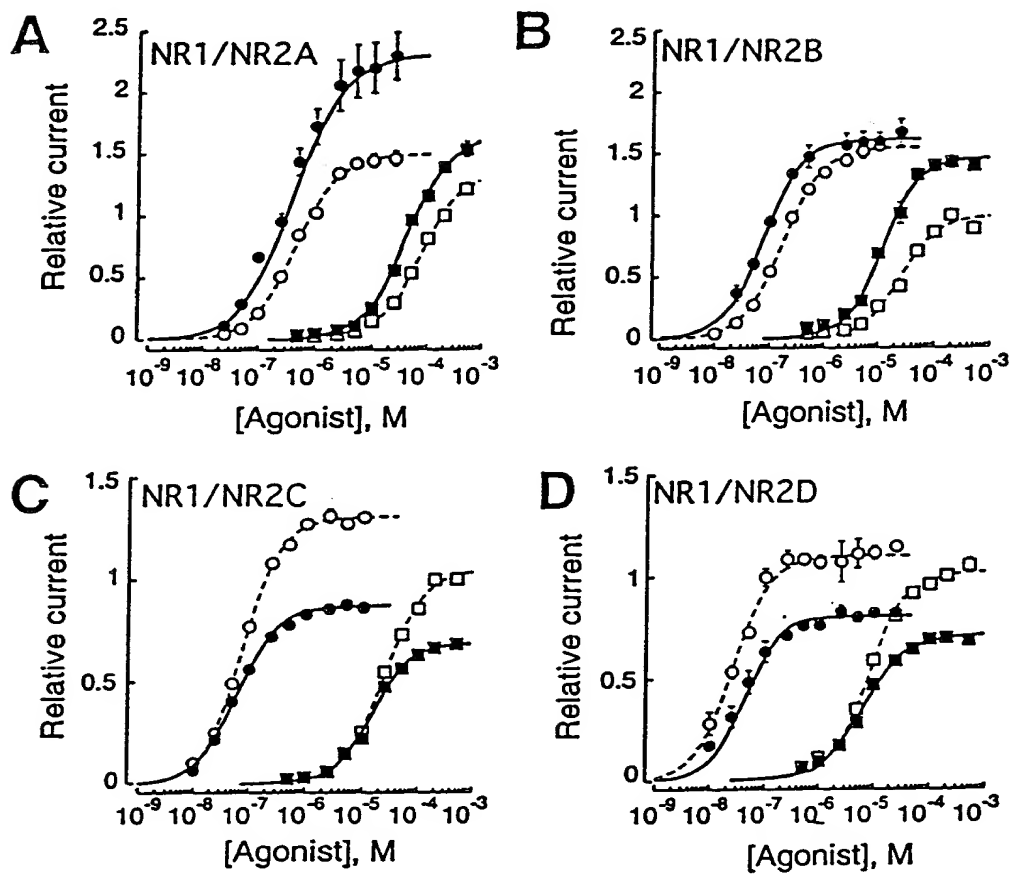 A
NR1/NR2A
2.5
2
1.5
1
0.5
0
Relative current
10⁻⁹ 10⁻⁸ 10⁻⁷ 10⁻⁶ 10⁻⁵ 10⁻⁴ 10⁻³
[Agonist], M
B
NR1/NR2B
2.5
2
1.5
1
0.5
0
Relative current
10⁻⁹ 10⁻⁸ 10⁻⁷ 10⁻⁶ 10⁻⁵ 10⁻⁴ 10⁻³
[Agonist], M
C
NR1/NR2C
1.5
1
0.5
0
Relative current
10⁻⁹ 10⁻⁸ 10⁻⁷ 10⁻⁶ 10⁻⁵ 10⁻⁴ 10⁻³
[Agonist], M
D
NR1/NR2D
1.5
1
0.5
0
Relative current
10⁻⁹ 10⁻⁸ 10⁻⁷ 10⁻⁶ 10⁻⁵ 10⁻⁴ 10⁻³
[Agonist], M